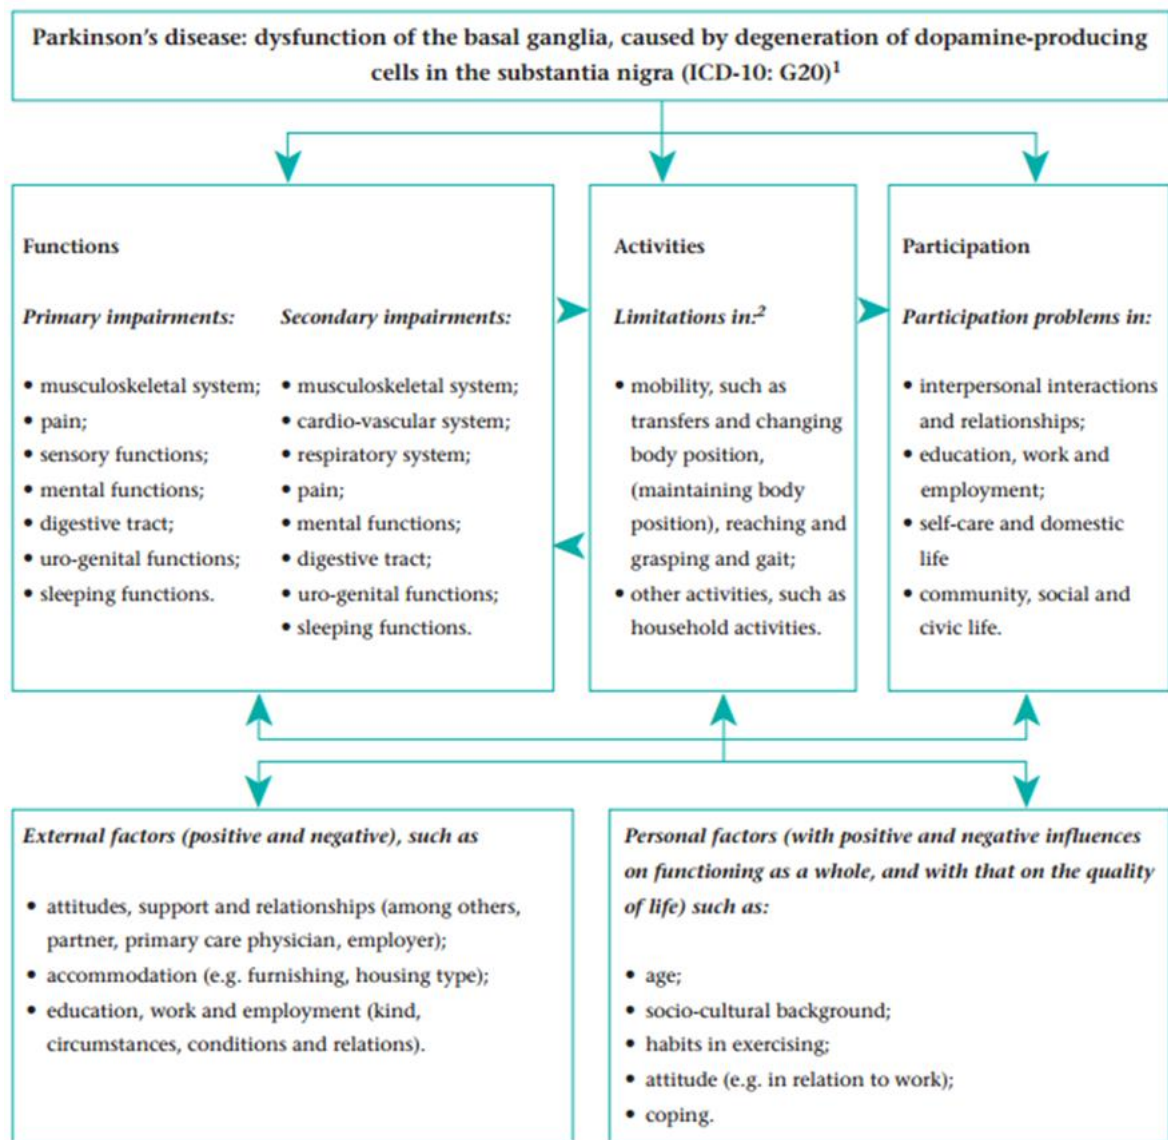 Parkinson's disease: dysfunction of the basal ganglia, caused by degeneration of dopamine-producing
cells in the substantia nigra (ICD-10: G20)¹
Functions
Primary impairments:
• musculoskeletal system;
• pain;
• sensory functions;
• mental functions;
• digestive tract;
• uro-genital functions;
• sleeping functions.
Secondary impairments:
• musculoskeletal system;
• cardio-vascular system;
• respiratory system;
• pain;
• mental functions;
• digestive tract;
• uro-genital functions;
• sleeping functions.
Activities
Limitations in:²
• mobility, such as
transfers and changing
body position,
(maintaining body
position), reaching and
grasping and gait;
• other activities, such as
household activities.
Participation
Participation problems in:
• interpersonal interactions
and relationships;
• education, work and
employment;
• self-care and domestic
life
• community, social and
civic life.
External factors (positive and negative), such as
• attitudes, support and relationships (among others,
partner, primary care physician, employer);
• accommodation (e.g. furnishing, housing type);
• education, work and employment (kind,
circumstances, conditions and relations).
Personal factors (with positive and negative influences
on functioning as a whole, and with that on the quality
of life) such as:
• age;
• socio-cultural background;
• habits in exercising;
• attitude (e.g. in relation to work);
• coping.